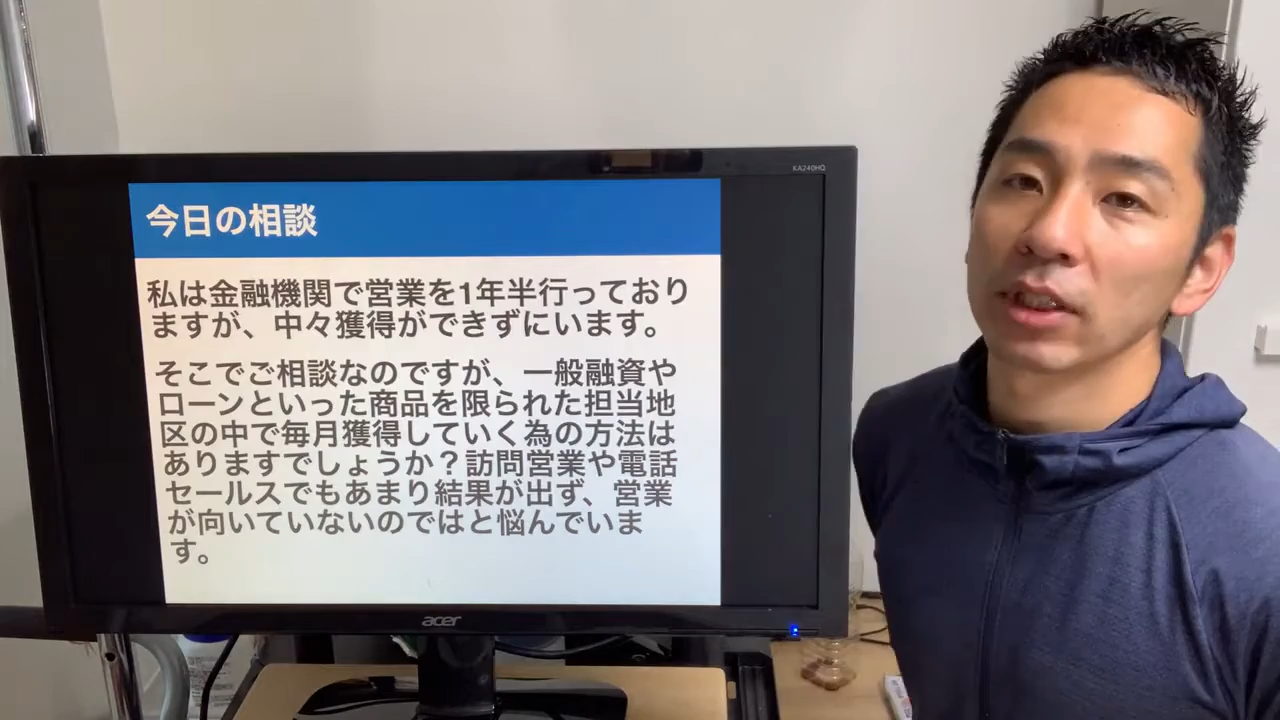 KA240HQ
今日の相談
私は金融機関で営業を1年半行っており
ますが、中々獲得ができずにいます。
そこでご相談なのですが、一般融資や
ローンといった商品を限られた担当地
区の中で毎月獲得していく為の方法は
ありますでしょうか？訪問営業や電話
セールスでもあまり結果が出ず、営業
が向いていないのではと悩んでいま
す。
acer